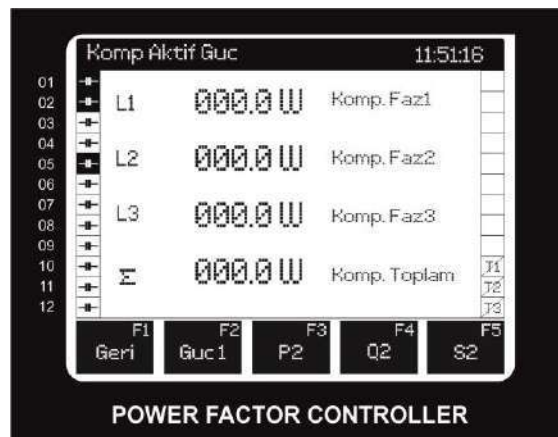 Komp Aktif Guc 11:51:16
01
02
03
04
05
06
07
08
09
10
11
12
L1 000.0 W Komp. Faz1
L2 000.0 W Komp. Faz2
L3 000.0 W Komp. Faz3
Σ 000.0 W Komp. Toplam
T1
T2
T3
F1 F2 F3 F4 F5
Geri Guc1 P2 Q2 S2
POWER FACTOR CONTROLLER